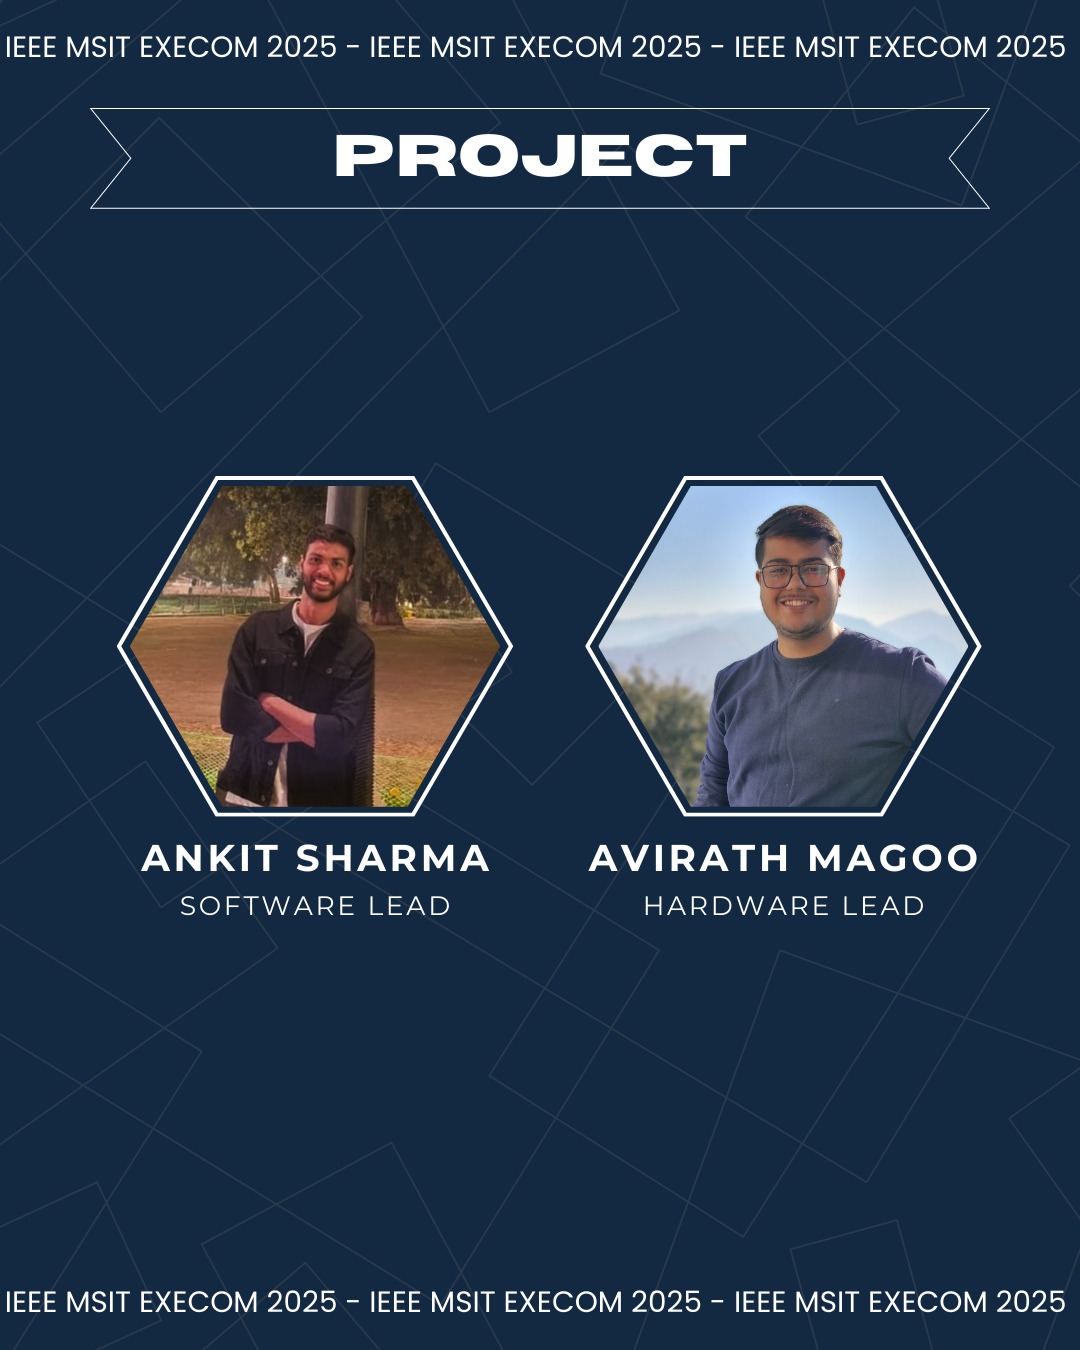 IEEE MSIT EXECOM 2025 - IEEE MSIT EXECOM 2025 - IEEE MSIT EXECOM 2025
PROJECT
ANKIT SHARMA
SOFTWARE LEAD
AVIRATH MAGOO
HARDWARE LEAD
IEEE MSIT EXECOM 2025 - IEEE MSIT EXECOM 2025 - IEEE MSIT EXECOM 2025